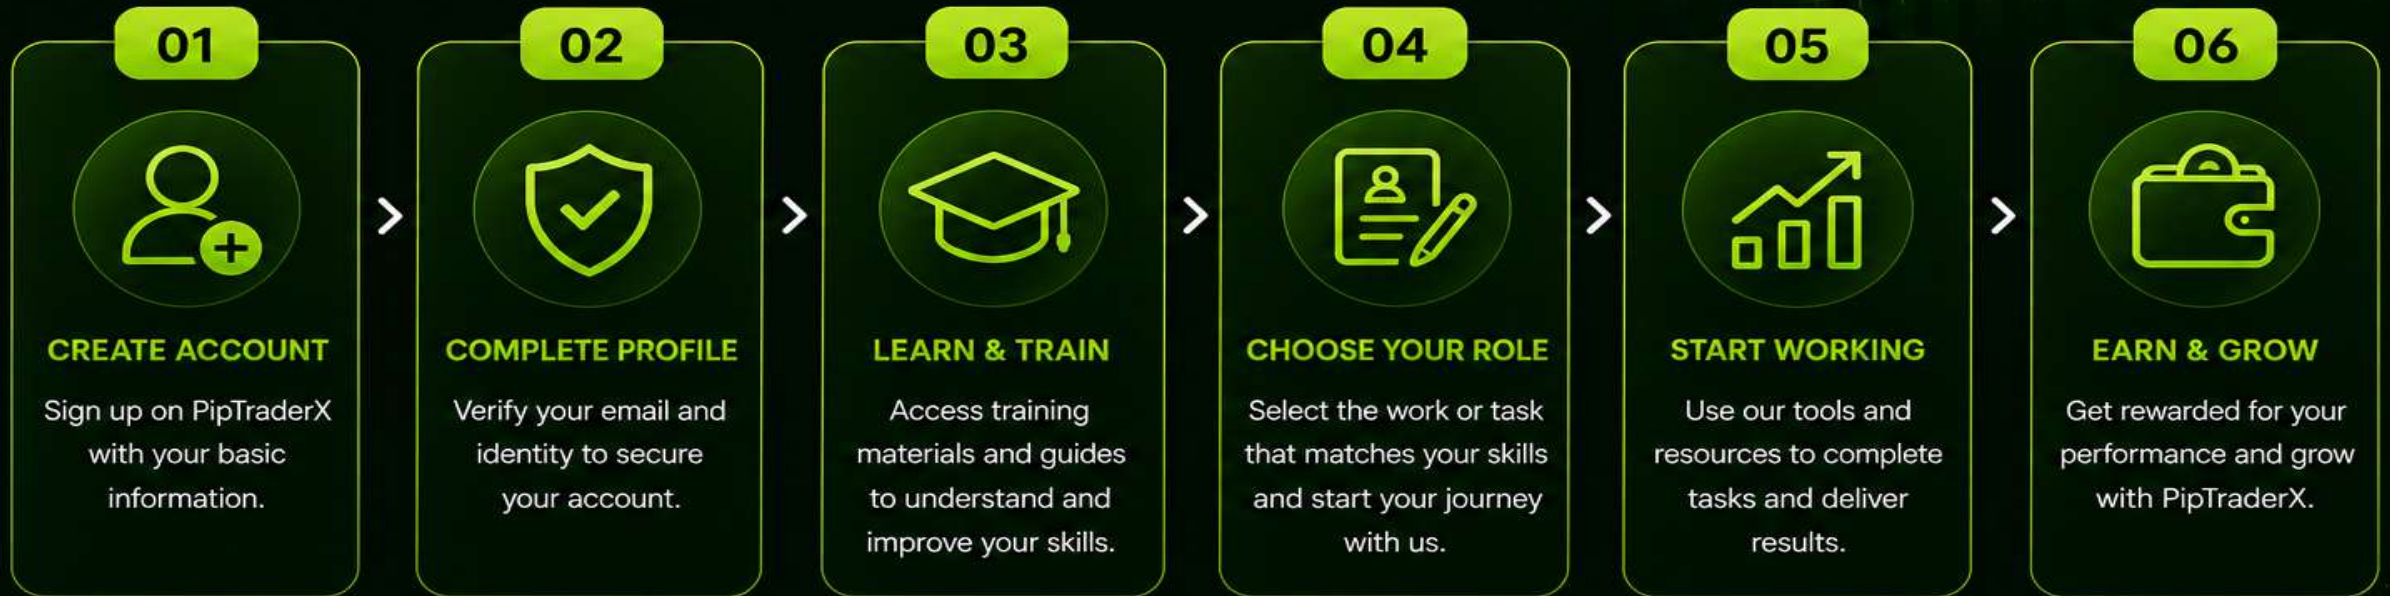 01
CREATE ACCOUNT
Sign up on PipTraderX
with your basic
information.
02
COMPLETE PROFILE
Verify your email and
identity to secure
your account.
03
LEARN & TRAIN
Access training
materials and guides
to understand and
improve your skills.
04
CHOOSE YOUR ROLE
Select the work or task
that matches your skills
and start your journey
with us.
05
START WORKING
Use our tools and
resources to complete
tasks and deliver
results.
06
EARN & GROW
Get rewarded for your
performance and grow
with PipTraderX.